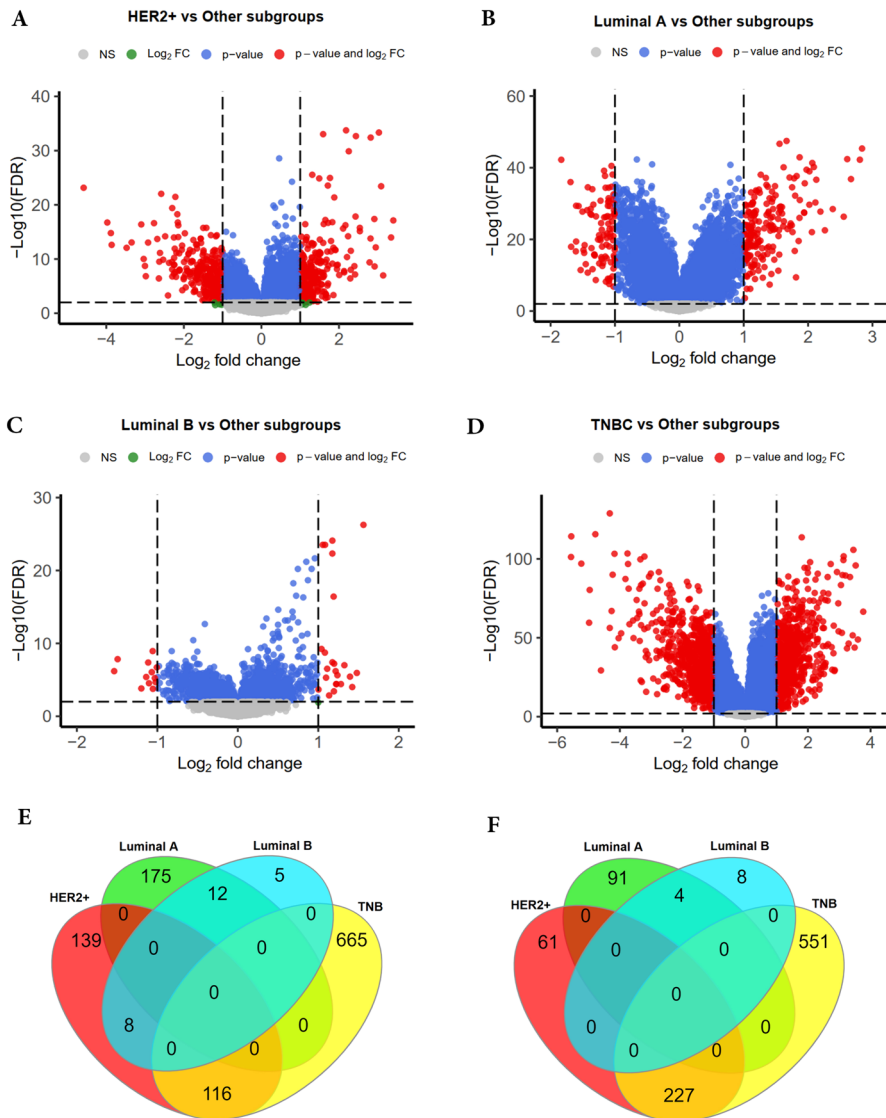 A
HER2+ vs Other subgroups
NS Log2 FC p−value p − value and log2 FC
40
30
20
10
0
−Log10(FDR)
−4 −2 0 2
Log2 fold change
B
Luminal A vs Other subgroups
NS p−value p − value and log2 FC
60
40
20
0
−Log10(FDR)
−2 −1 0 1 2 3
Log2 fold change
C
Luminal B vs Other subgroups
NS Log2 FC p−value p − value and log2 FC
30
20
10
0
−Log10(FDR)
−2 −1 0 1 2
Log2 fold change
D
TNBC vs Other subgroups
NS p−value p − value and log2 FC
100
50
0
−Log10(FDR)
−6 −4 −2 0 2 4
Log2 fold change
E
Luminal A Luminal B
HER2+ TNB
175 5
12
0 0
139 0 0 665
0
8 0
0 0
116
F
Luminal A Luminal B
HER2+ TNB
91 8
4
0 0
61 0 0 551
0
0 0
0 0
227